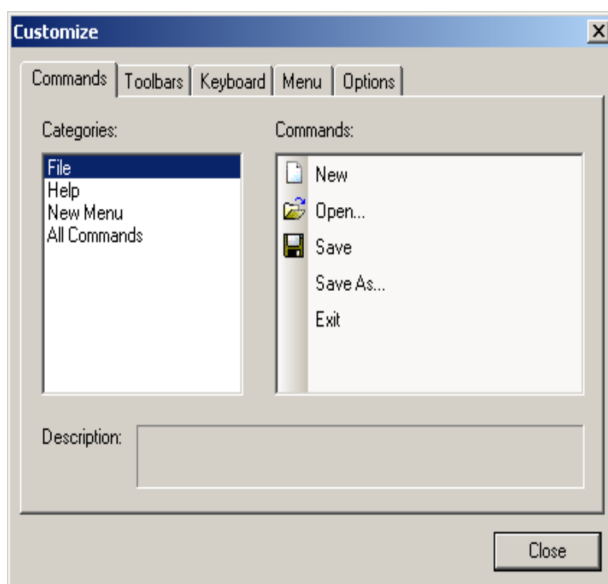 Customize
Commands Toolbars Keyboard Menu Options
Categories:
File
Help
New Menu
All Commands
Commands:
New
Open...
Save
Save As...
Exit
Description:
Close